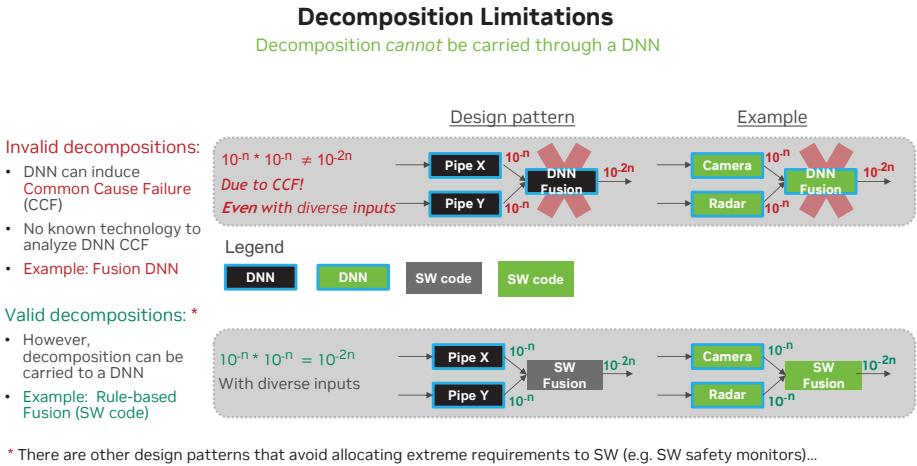 Decomposition Limitations
Decomposition cannot be carried through a DNN
Design pattern
Example
Invalid decompositions:
• DNN can induce
Common Cause Failure
(CCF)
• No known technology to
analyze DNN CCF
• Example: Fusion DNN
10⁻ⁿ * 10⁻ⁿ ≠ 10⁻²ⁿ
Due to CCF!
Even with diverse inputs
Pipe X
10⁻ⁿ
DNN
Fusion
10⁻²ⁿ
Pipe Y
10⁻ⁿ
Camera
10⁻ⁿ
DNN
Fusion
10⁻²ⁿ
Radar
10⁻ⁿ
Legend
DNN
DNN
SW code
SW code
Valid decompositions: *
• However,
decomposition can be
carried to a DNN
• Example: Rule-based
Fusion (SW code)
10⁻ⁿ * 10⁻ⁿ = 10⁻²ⁿ
With diverse inputs
Pipe X
10⁻ⁿ
SW
Fusion
10⁻²ⁿ
Pipe Y
10⁻ⁿ
Camera
10⁻ⁿ
SW
Fusion
10⁻²ⁿ
Radar
10⁻ⁿ
* There are other design patterns that avoid allocating extreme requirements to SW (e.g. SW safety monitors)…